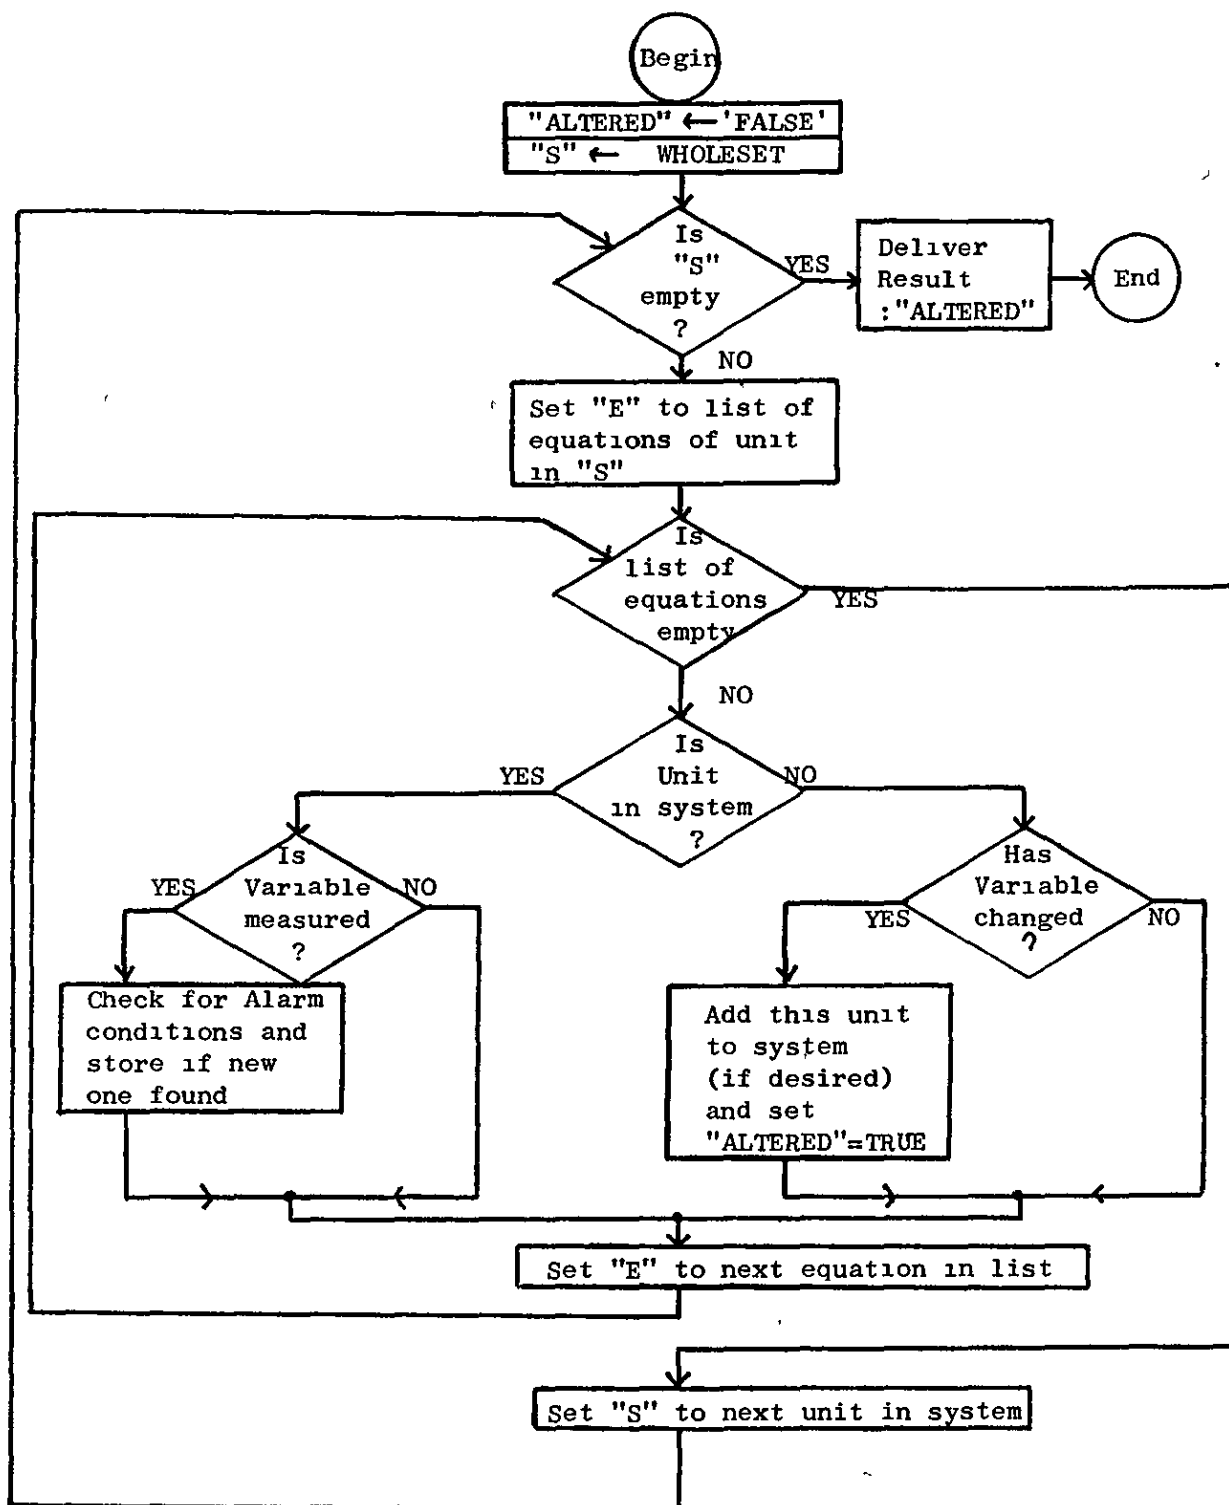 Begin
"ALTERED" ← 'FALSE'
"S" ← WHOLESET
Is
"S"
empty
?
YES
Deliver
Result
:"ALTERED"
End
NO
Set "E" to list of
equations of unit
in "S"
Is
list of
equations
empty
YES
NO
Is
Unit
in system
?
YES
NO
Is
Variable
measured
?
YES
NO
Has
Variable
changed
?
YES
NO
Check for Alarm
conditions and
store if new
one found
Add this unit
to system
(if desired)
and set
"ALTERED"=TRUE
Set "E" to next equation in list
Set "S" to next unit in system